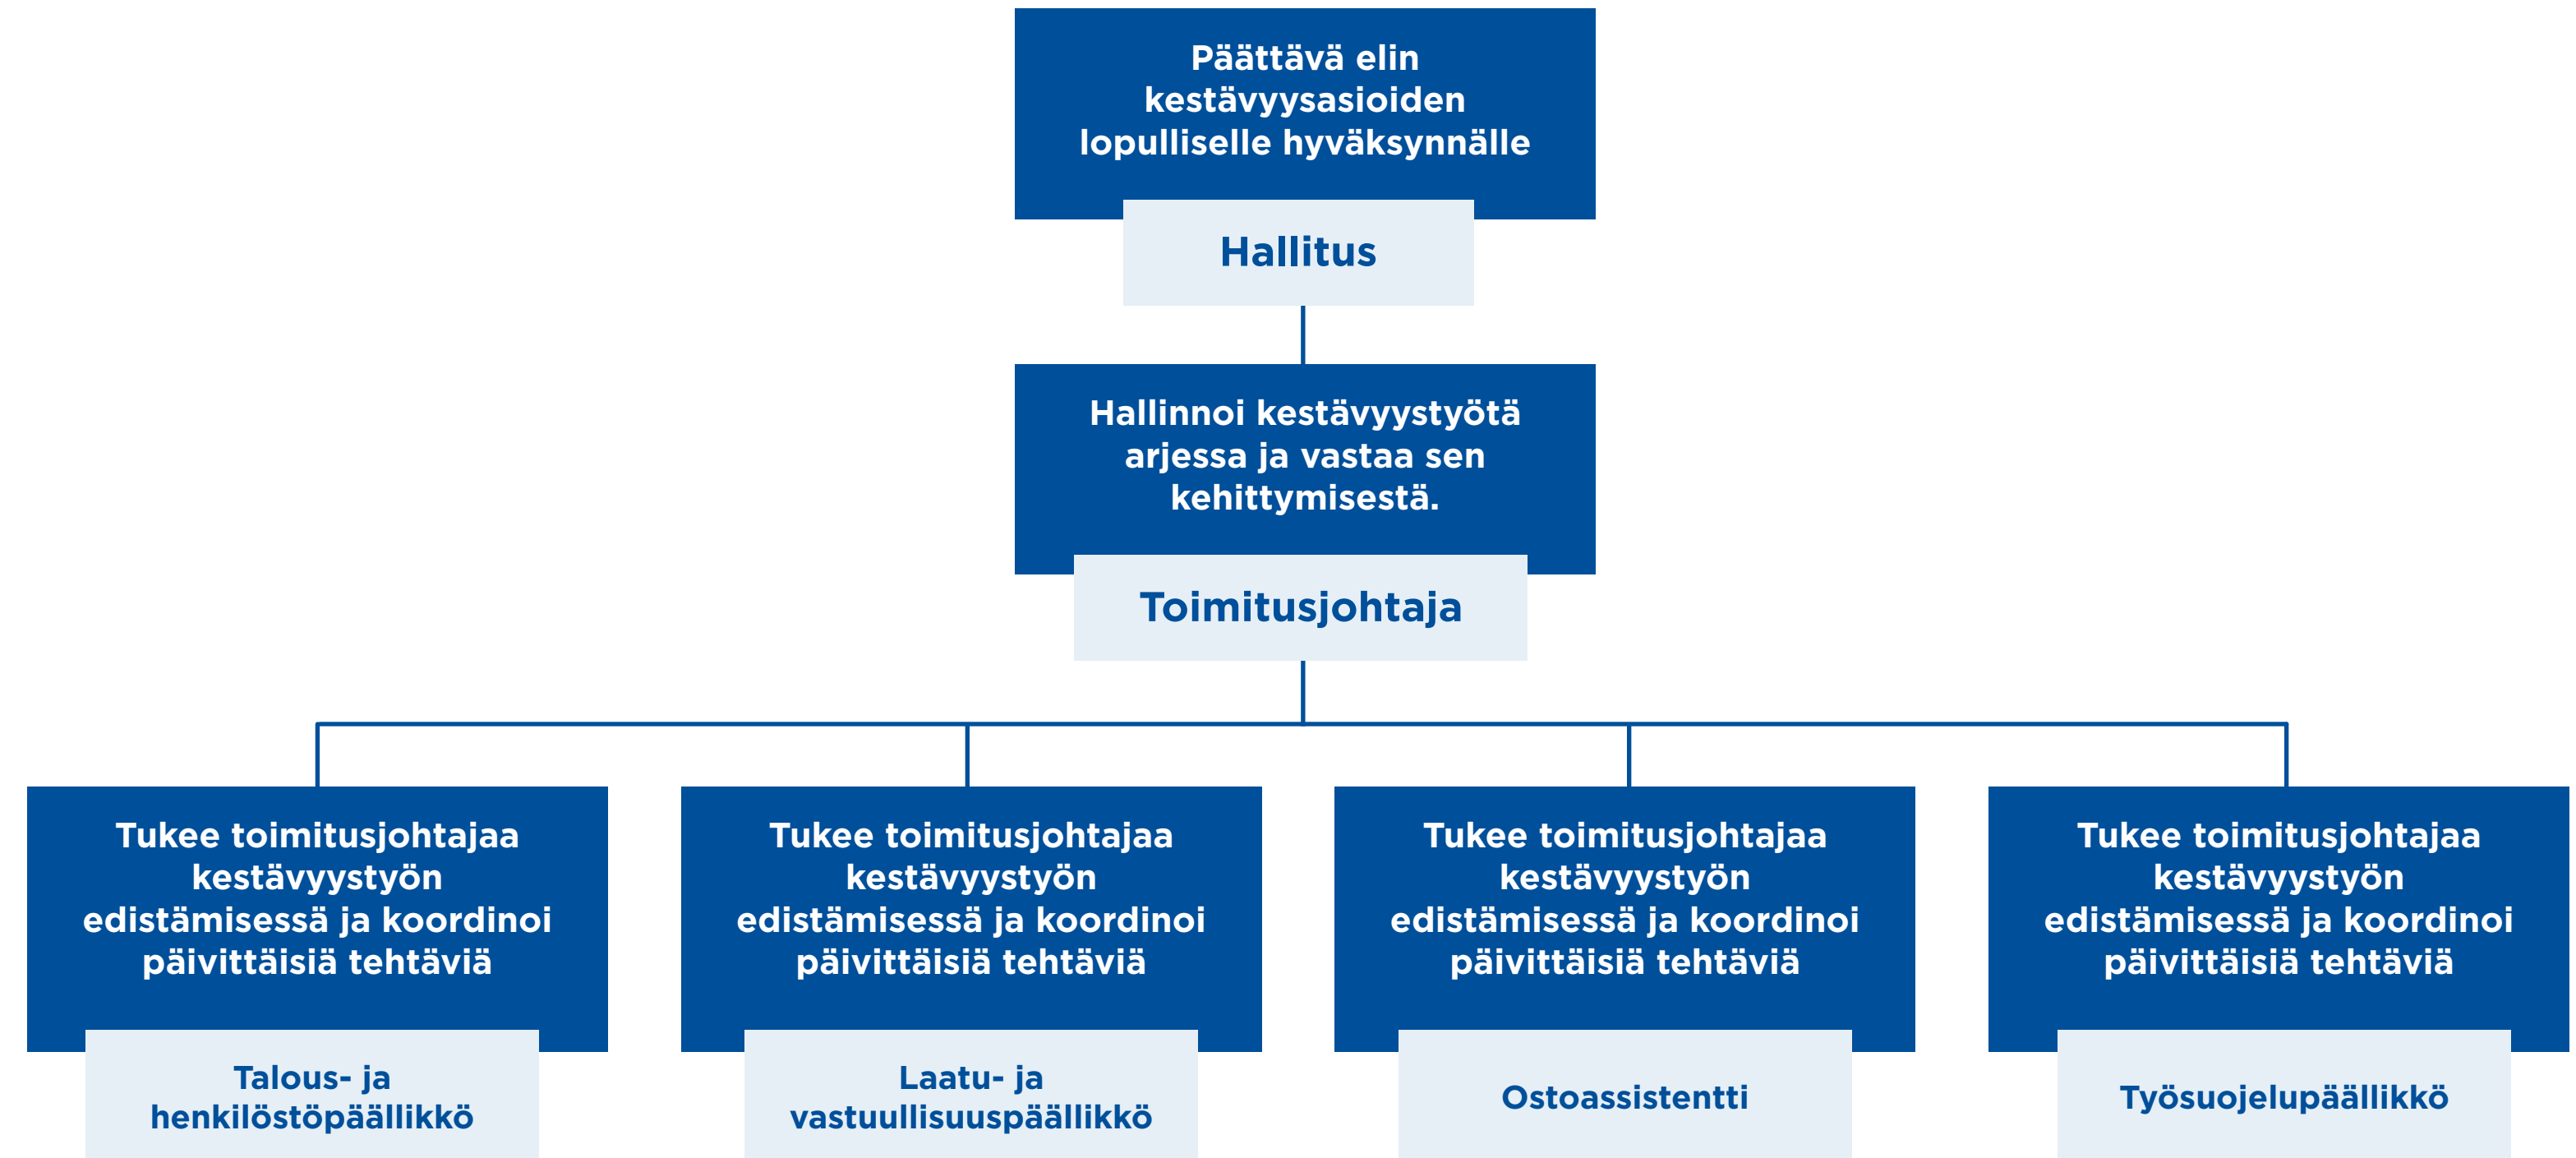 Päättävä elin
kestävyysasioiden
lopulliselle hyväksynnälle
Hallitus
Hallinnoi kestävyystyötä
arjessa ja vastaa sen
kehittymisestä.
Toimitusjohtaja
Tukee toimitusjohtajaa
kestävyystyön
edistämisessä ja koordinoi
päivittäisiä tehtäviä
Talous- ja
henkilöstöpäällikkö
Tukee toimitusjohtajaa
kestävyystyön
edistämisessä ja koordinoi
päivittäisiä tehtäviä
Laatu- ja
vastuullisuuspäällikkö
Tukee toimitusjohtajaa
kestävyystyön
edistämisessä ja koordinoi
päivittäisiä tehtäviä
Ostoassistentti
Tukee toimitusjohtajaa
kestävyystyön
edistämisessä ja koordinoi
päivittäisiä tehtäviä
Työsuojelupäällikkö